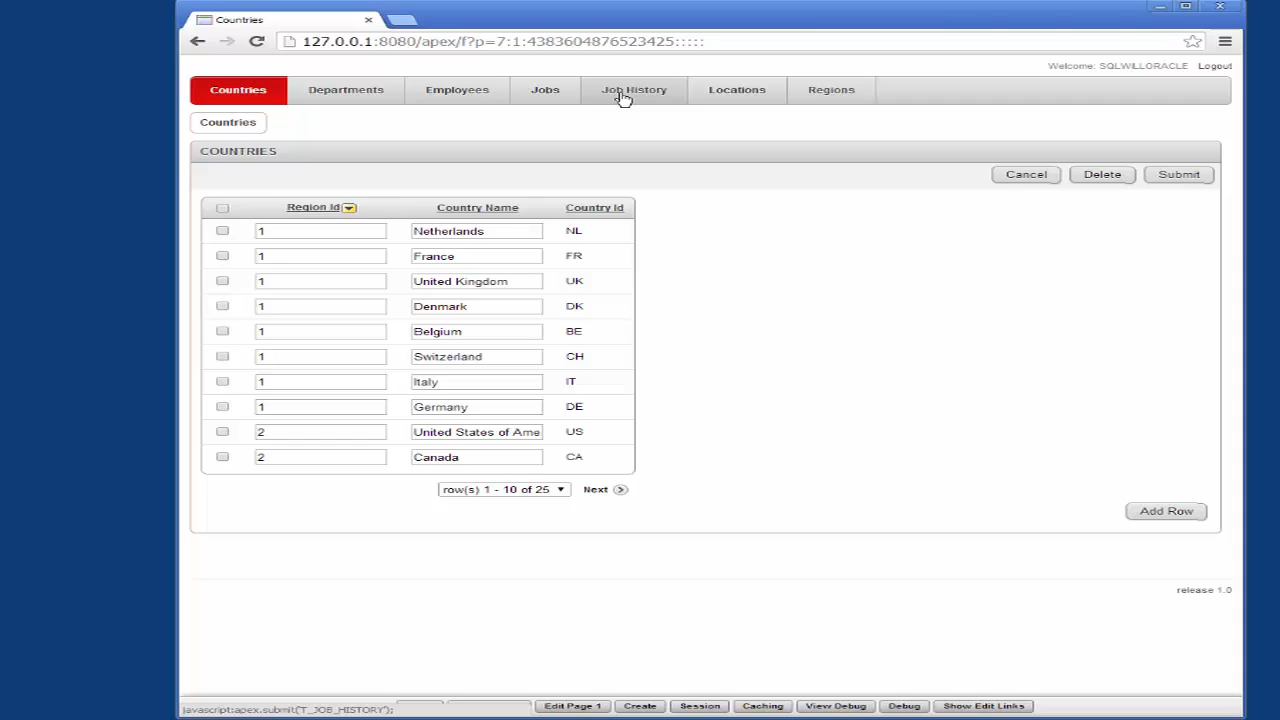 Countries
127.0.0.1:8080/apex/f?p=7:1:4383604876523425:::::
Welcome: SQLWILLORACLE Logout
Countries Departments Employees Jobs Job History Locations Regions
Countries
COUNTRIES
Cancel Delete Submit
Region Id Country Name Country Id
1 Netherlands NL
1 France FR
1 United Kingdom UK
1 Denmark DK
1 Belgium BE
1 Switzerland CH
1 Italy IT
1 Germany DE
2 United States of Ame US
2 Canada CA
row(s) 1 - 10 of 25 Next
Add Row
release 1.0
javascript:apex.submit('T_JOB_HISTORY'); Edit Page 1 Create Session Caching View Debug Debug Show Edit Links